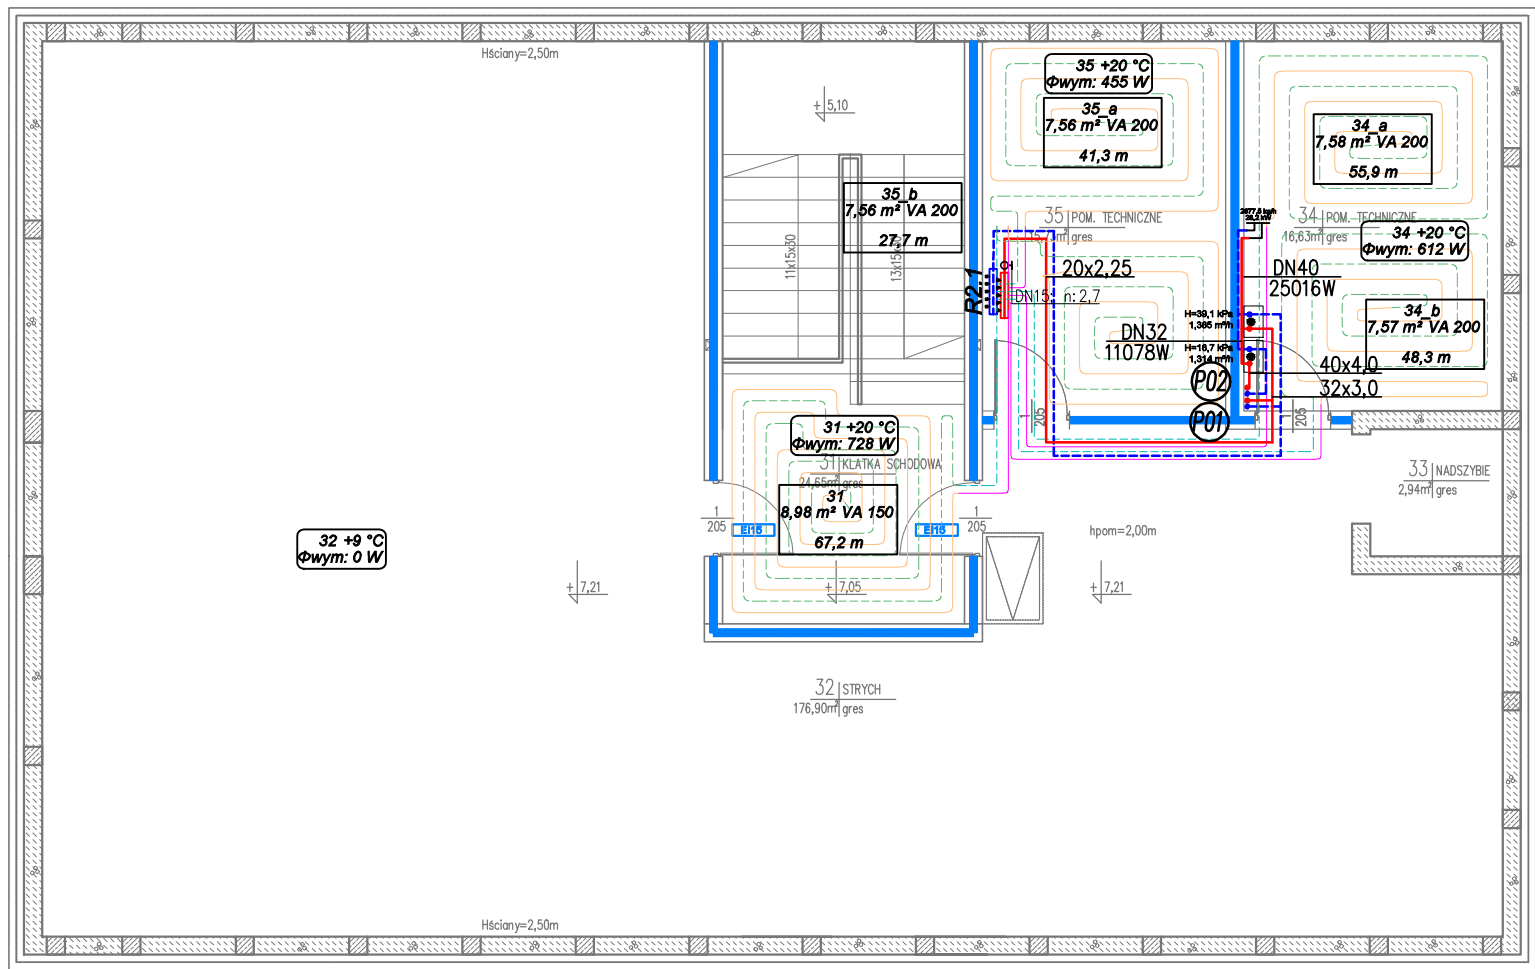 Hściany=2,50m
+ 5,10
35 +20 °C
Φwym: 455 W
35_a
7,56 m² VA 200
41,3 m
34_a
7,58 m² VA 200
55,9 m
35_b
7,56 m² VA 200
27,7 m
11x15x30
35 POM. TECHNICZNE
gres
34 POM. TECHNICZNE
16,63m² gres
34 +20 °C
Φwym: 612 W
R2.1
20x2,25
DN15; n: 2,7
DN40
25016W
H=39,1 kPa
1,365 m³/h
DN32
11078W
H=16,7 kPa
1,314 m³/h
34_b
7,57 m² VA 200
48,3 m
40x4,0
32x3,0
P02
P01
1
205
1
205
31 +20 °C
Φwym: 728 W
31 KLATKA SCHODOWA
24,65m² gres
31
8,98 m² VA 150
67,2 m
33 NADSZYBIE
2,94m² gres
1
205
EI15
EI15
1
205
hpom=2,00m
32 +9 °C
Φwym: 0 W
+ 7,21
+ 7,05
+ 7,21
32 STRYCH
176,90m² gres
Hściany=2,50m